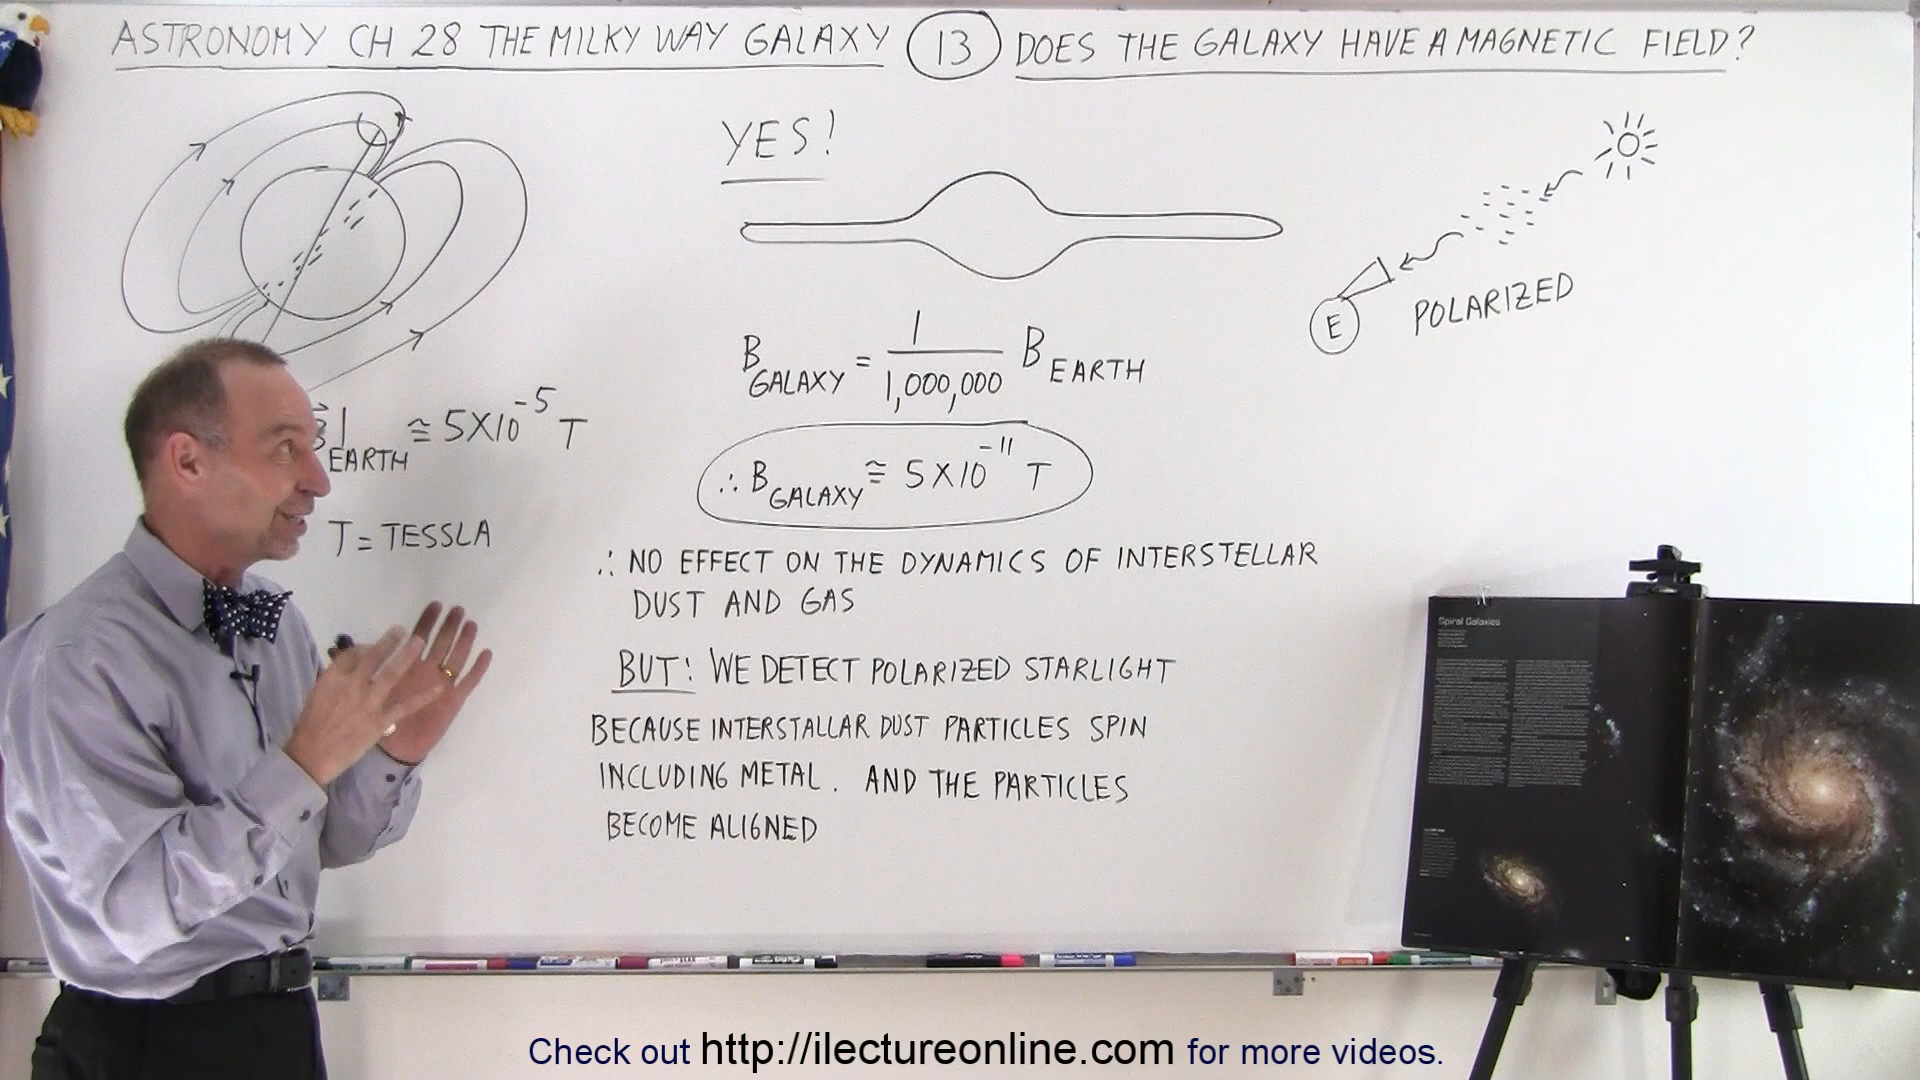 ASTRONOMY CH 28 THE MILKY WAY GALAXY 13 DOES THE GALAXY HAVE A MAGNETIC FIELD?
YES!
E
POLARIZED
B GALAXY = 1/1,000,000 B EARTH
EARTH ≅ 5X10^-5 T
∴ B GALAXY ≅ 5X10^-11 T
T = TESSLA
∴ NO EFFECT ON THE DYNAMICS OF INTERSTELLAR
DUST AND GAS
BUT: WE DETECT POLARIZED STARLIGHT
BECAUSE INTERSTALLAR DUST PARTICLES SPIN
INCLUDING METAL. AND THE PARTICLES
BECOME ALIGNED
Spiral Galaxies
Check out http://ilectureonline.com for more videos.